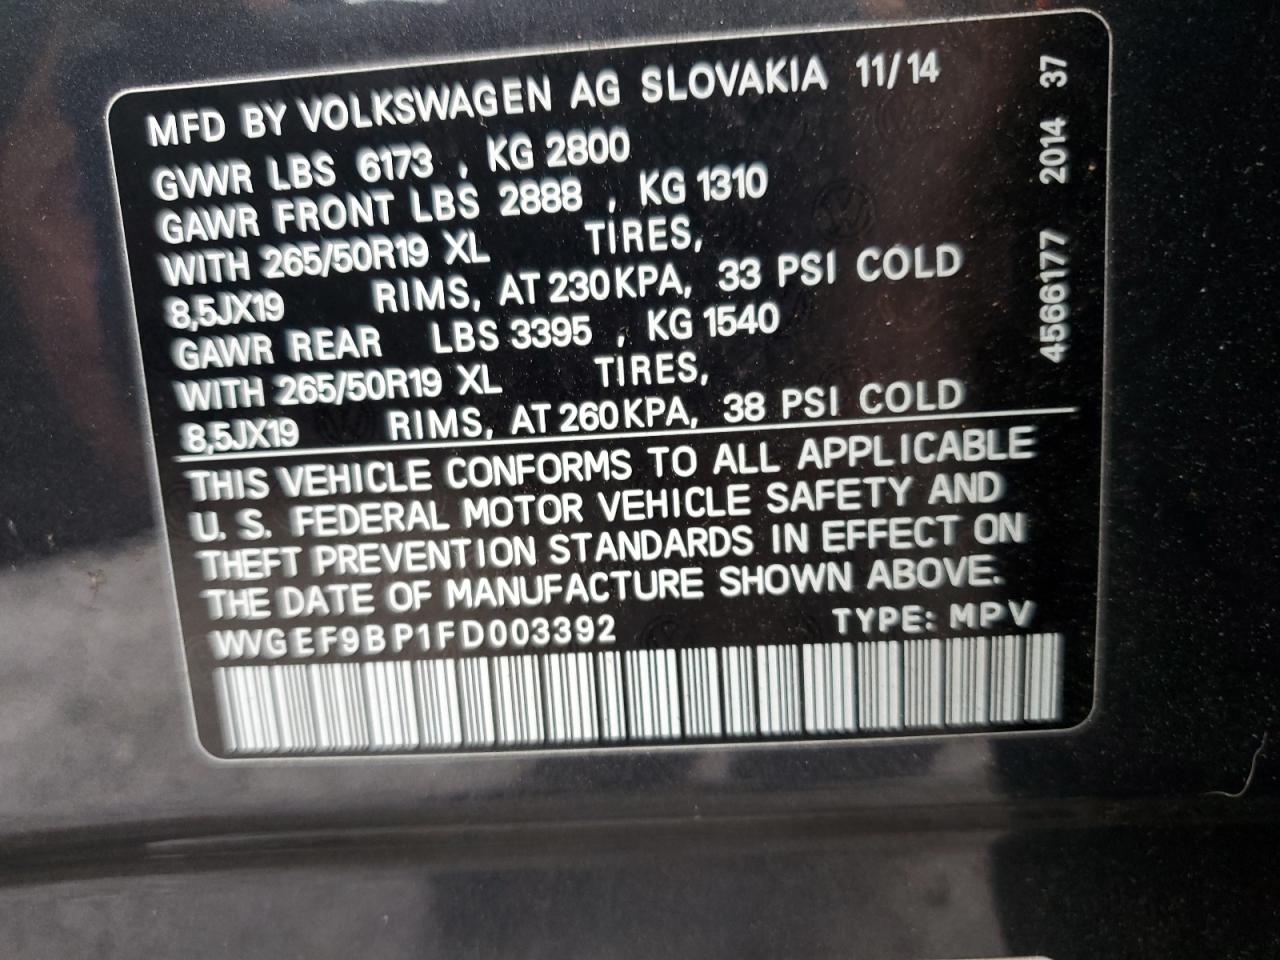 MFD BY VOLKSWAGEN AG SLOVAKIA 11/14
GVWR LBS 6173 , KG 2800
GAWR FRONT LBS 2888 , KG 1310
WITH 265/50R19 XL TIRES,
8,5JX19 RIMS, AT 230KPA, 33 PSI COLD
GAWR REAR LBS 3395 , KG 1540
WITH 265/50R19 XL TIRES,
8,5JX19 RIMS, AT 260KPA, 38 PSI COLD
THIS VEHICLE CONFORMS TO ALL APPLICABLE
U. S. FEDERAL MOTOR VEHICLE SAFETY AND
THEFT PREVENTION STANDARDS IN EFFECT ON
THE DATE OF MANUFACTURE SHOWN ABOVE.
WVGEF9BP1FD003392 TYPE: MPV
4566177 2014 37